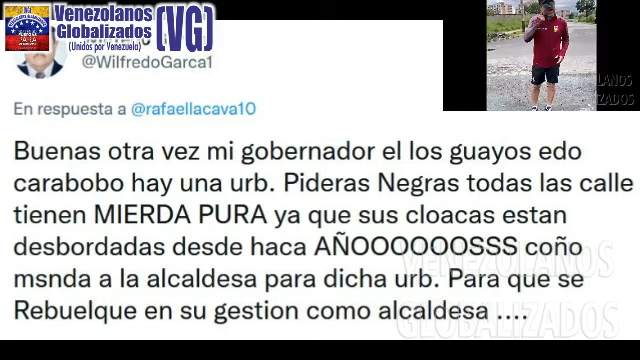 Venezolanos
Globalizados
(Unidos por Venezuela)
(VG)
@WilfredoGarca1
En respuesta a @rafaellacava10
Buenas otra vez mi gobernador el los guayos edo
carabobo hay una urb. Pideras Negras todas las calle
tienen MIERDA PURA ya que sus cloacas estan
desbordadas desde haca AÑOOOOOOSSS coño
msnda a la alcaldesa para dicha urb. Para que se
Rebuelque en su gestion como alcaldesa ....
VENEZOLANOS
GLOBALIZADOS